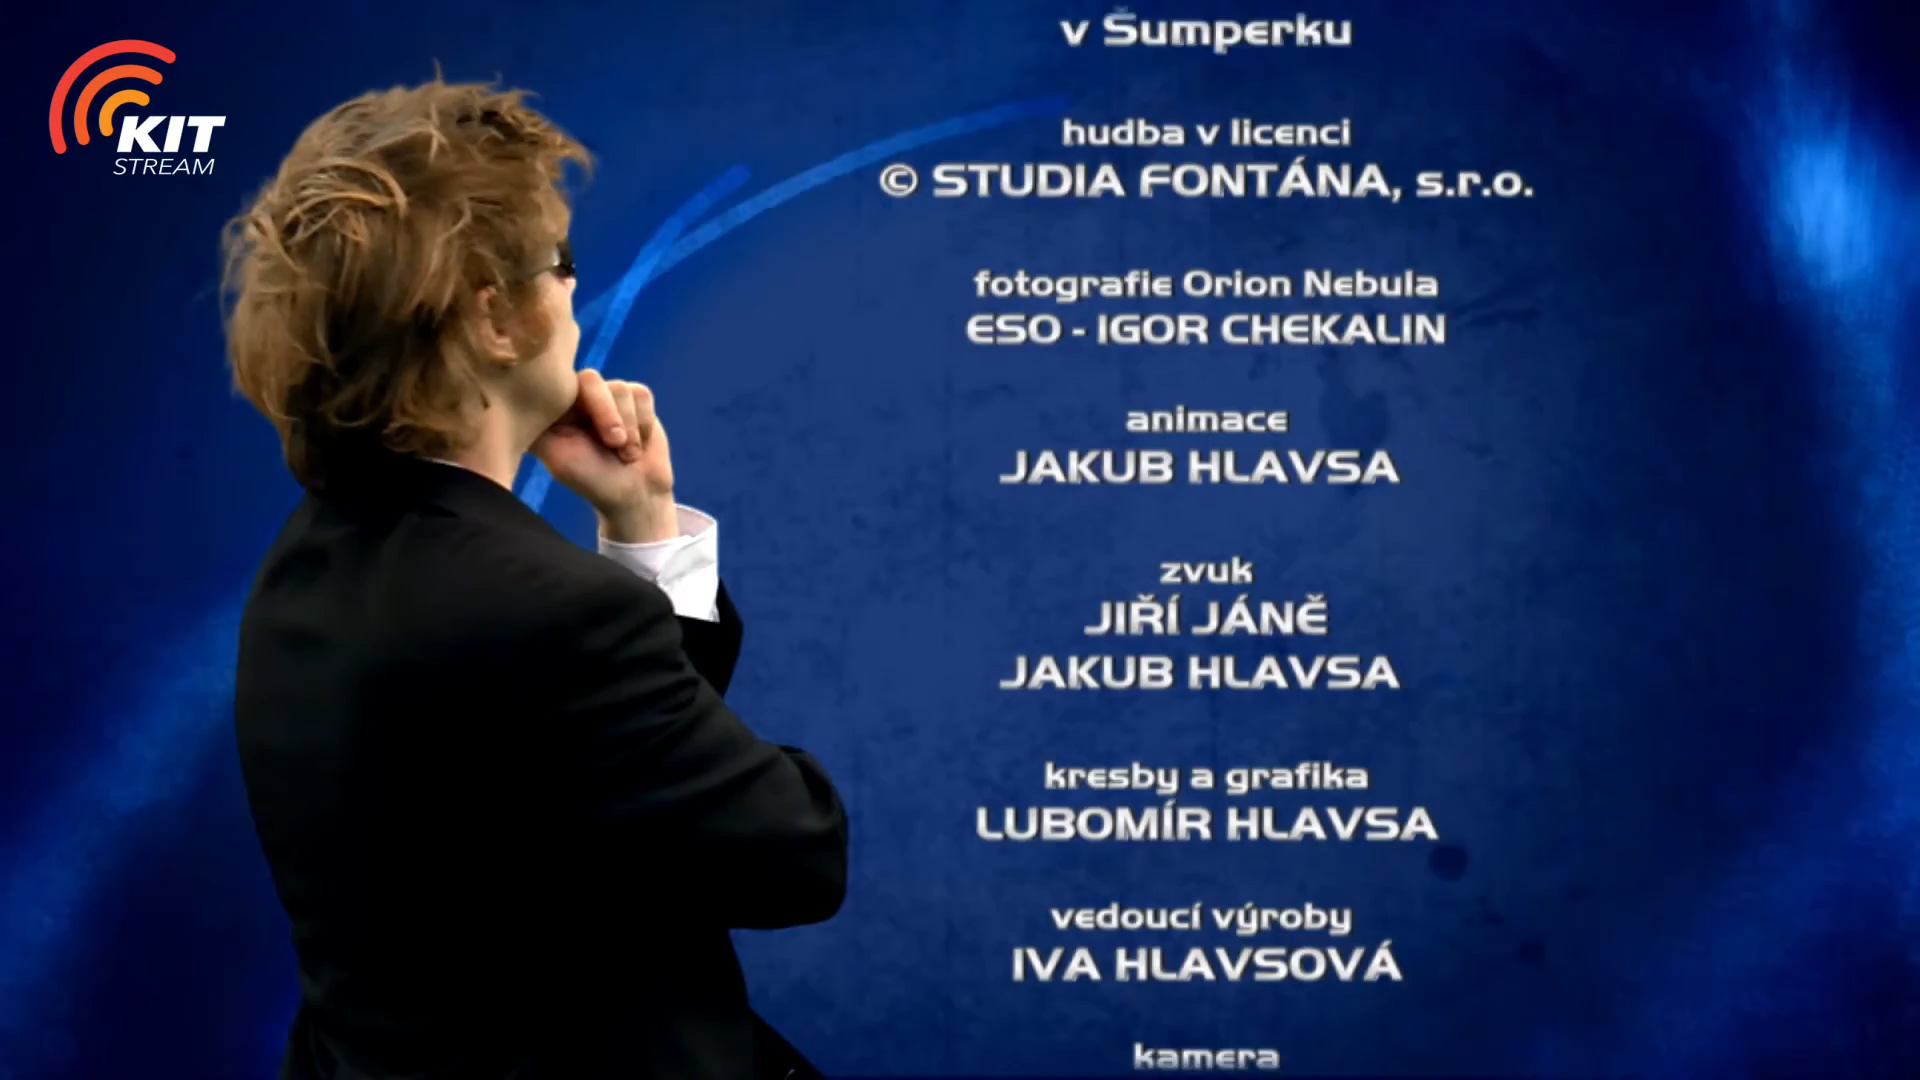 KIT
STREAM
v Šumperku
hudba v licenci
© STUDIA FONTÁNA, s.r.o.
fotografie Orion Nebula
ESO - IGOR CHEKALIN
animace
JAKUB HLAVSA
zvuk
JIŘÍ JÁNĚ
JAKUB HLAVSA
kresby a grafika
LUBOMÍR HLAVSA
vedoucí výroby
IVA HLAVSOVÁ
kamera